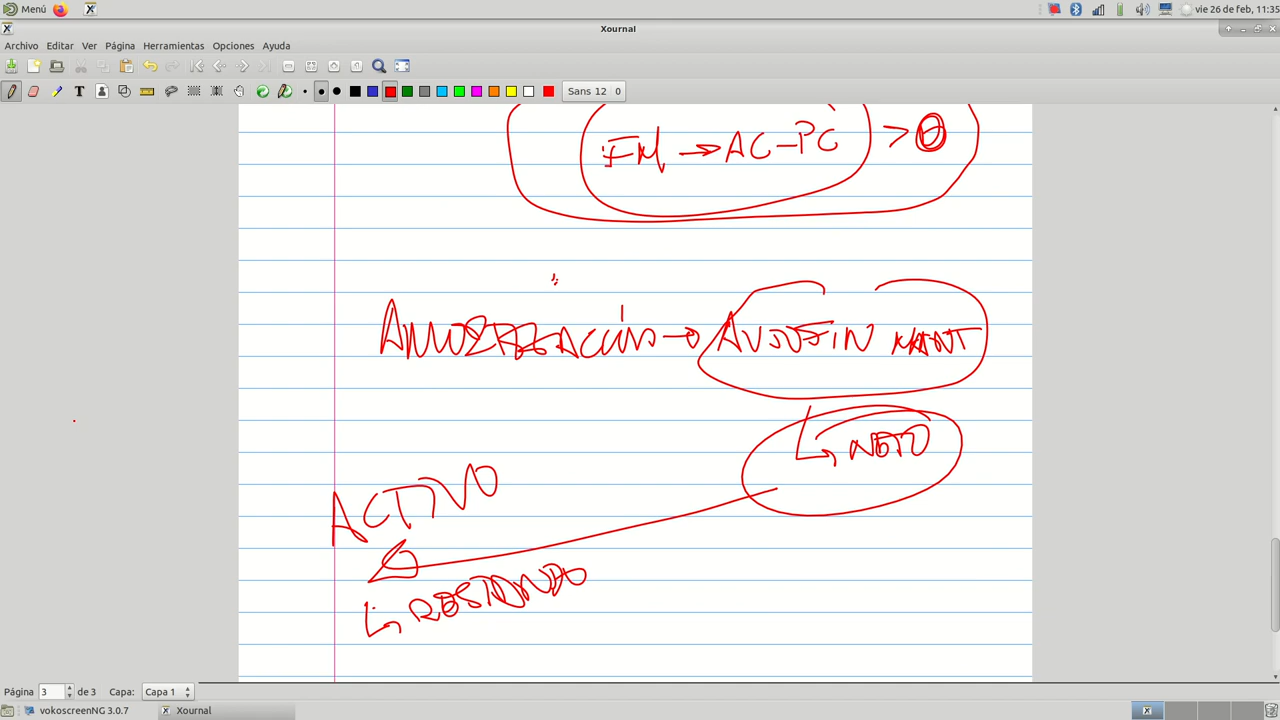 Menú
vie 26 de feb, 11:35
Xournal
Archivo Editar Ver Página Herramientas Opciones Ayuda
Sans 12 0
FM → AC-PC > 0
AMORTIZACIÓN → AUTOFIN MANT
NETO
ACTIVO
RESTANDO
Página 3 de 3 Capa: Capa 1
vokoscreenNG 3.0.7 Xournal